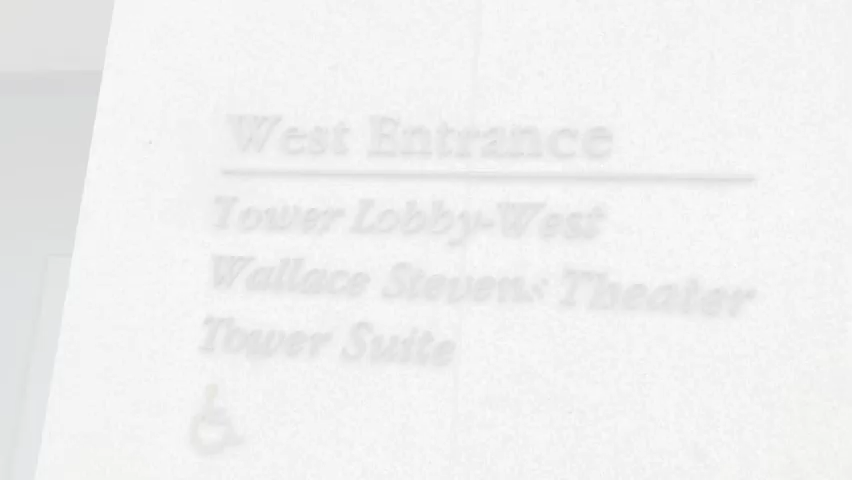 West Entrance
Tower Lobby-West
Wallace Stevens Theater
Tower Suite